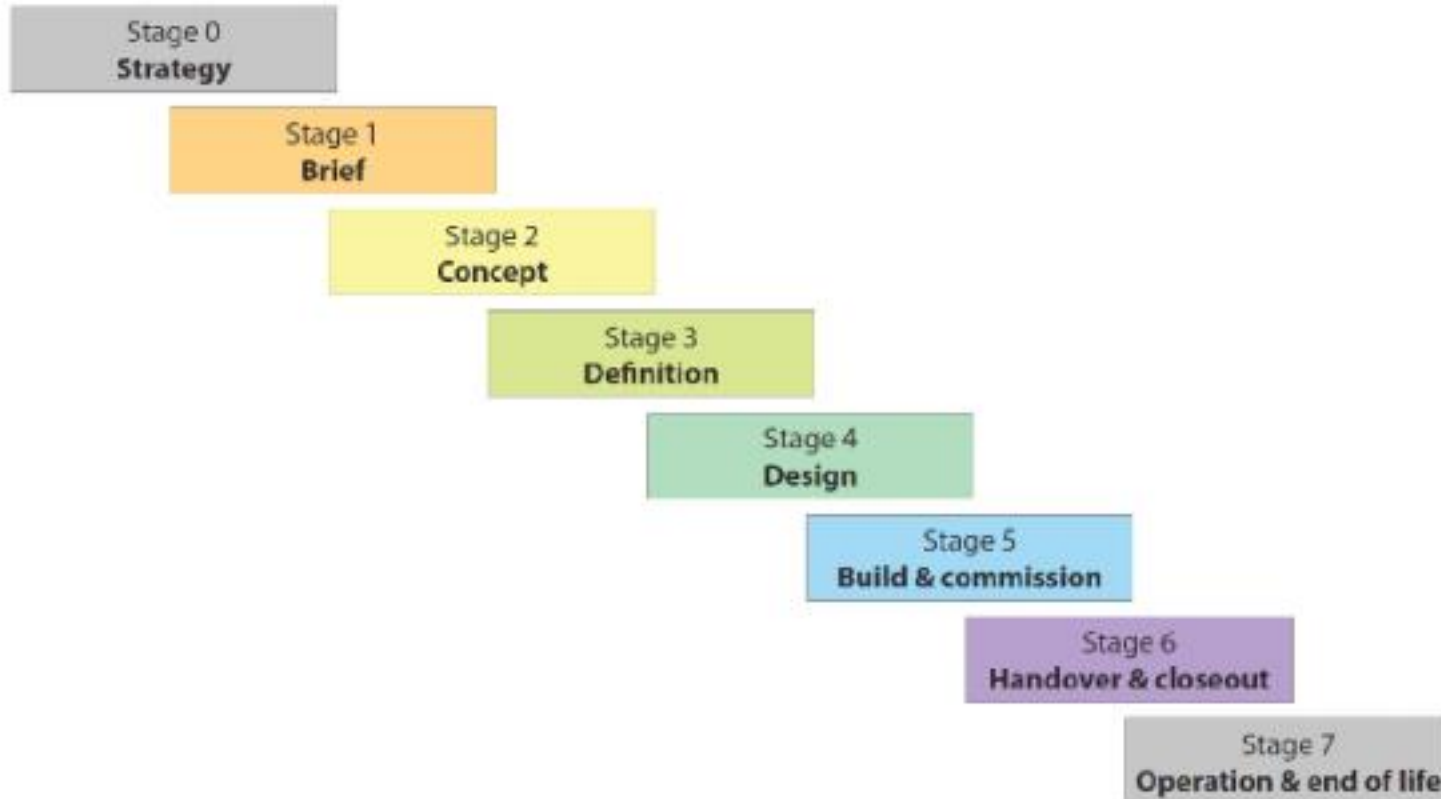 Stage 0
Strategy
Stage 1
Brief
Stage 2
Concept
Stage 3
Definition
Stage 4
Design
Stage 5
Build & commission
Stage 6
Handover & closeout
Stage 7
Operation & end of life